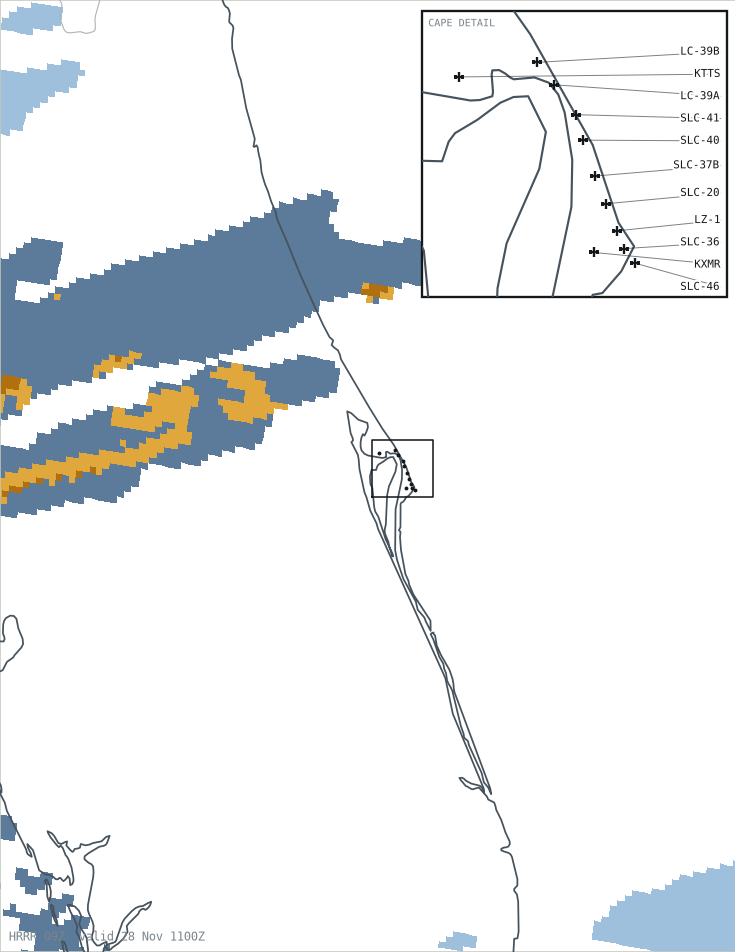 CAPE DETAIL
LC-39B
KTTS
LC-39A
SLC-41
SLC-40
SLC-37B
SLC-20
LZ-1
SLC-36
KXMR
SLC-46
HRRR 09Z valid 28 Nov 1100Z